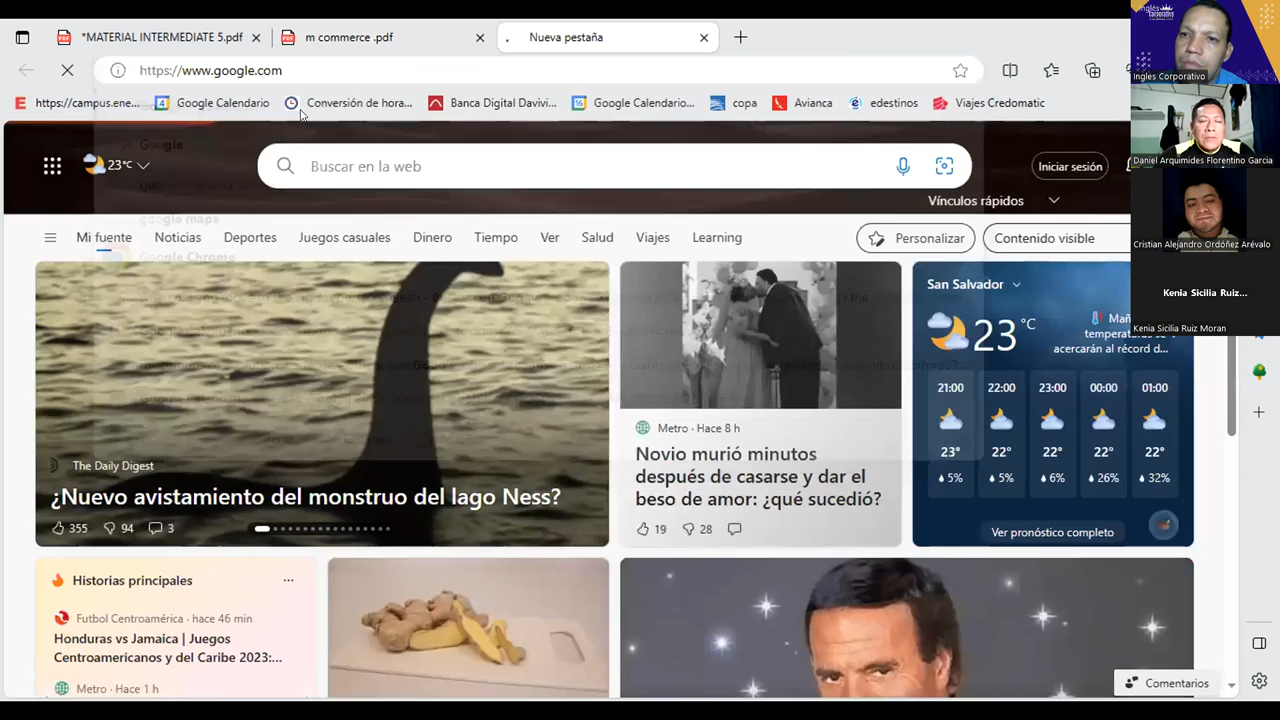 *MATERIAL INTERMEDIATE 5.pdf
m commerce .pdf
Nueva pestaña
https://www.google.com
https://campus.ene...
Google Calendario
Conversión de hora...
Banca Digital Davivi...
Google Calendario...
copa
Avianca
edestinos
Viajes Credomatic
Inglés
Corporativo
Ingles Corporativo
Daniel Arquimides Florentino Garcia
Cristian Alejandro Ordóñez Arévalo
Kenia Sicilia Ruiz...
Kenia Sicilia Ruiz Moran
Google
google maps
Google Chrome
23°C
Buscar en la web
Iniciar sesión
Vínculos rápidos
Mi fuente
Noticias
Deportes
Juegos casuales
Dinero
Tiempo
Ver
Salud
Viajes
Learning
Personalizar
Contenido visible
The Daily Digest
¿Nuevo avistamiento del monstruo del lago Ness?
355
94
3
Metro · Hace 8 h
Novio murió minutos
después de casarse y dar el
beso de amor: ¿qué sucedió?
19
28
San Salvador
23 °C
acercarán al récord d...
21:00 22:00 23:00 00:00 01:00
23° 22° 22° 22° 22°
5% 5% 6% 26% 32%
Ver pronóstico completo
Historias principales
Futbol Centroamérica · hace 46 min
Honduras vs Jamaica | Juegos
Centroamericanos y del Caribe 2023:...
Metro · Hace 1 h
Comentarios